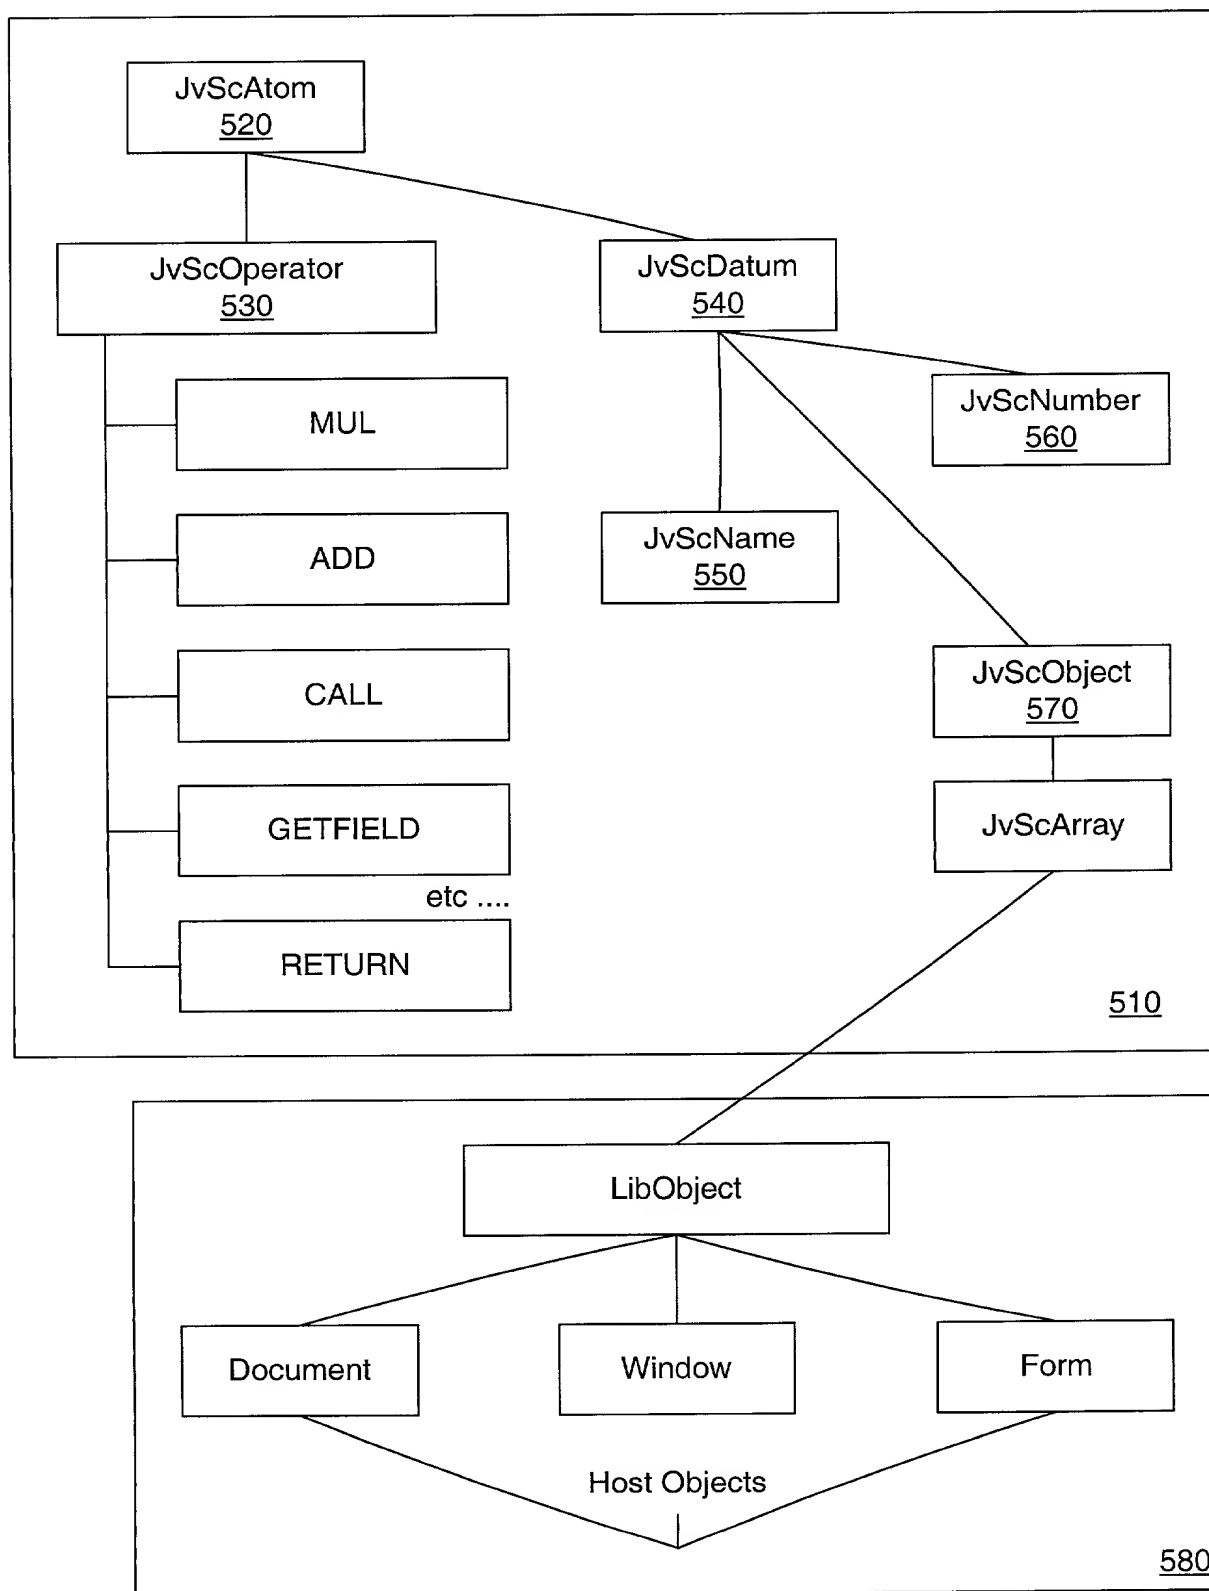 JvScAtom
520
JvScOperator
530
JvScDatum
540
MUL
JvScNumber
560
ADD
JvScName
550
CALL
JvScObject
570
GETFIELD
JvScArray
etc ....
RETURN
510
LibObject
Document
Window
Form
Host Objects
580